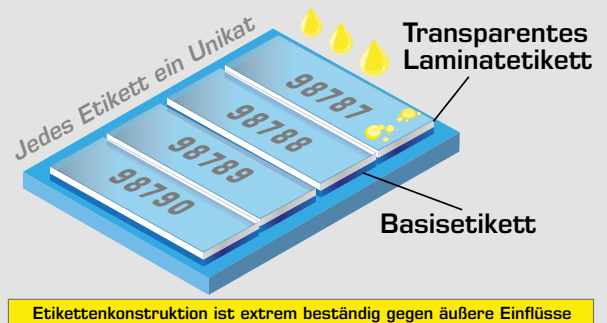 Transparentes
Laminatetikett
Jedes Etikett ein Unikat
98787
98788
98789
98790
Basisetikett
Etikettenkonstruktion ist extrem beständig gegen äußere Einflüsse